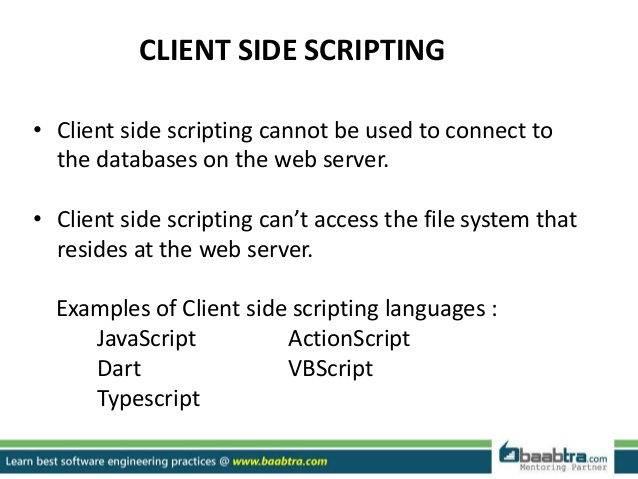 CLIENT SIDE SCRIPTING
• Client side scripting cannot be used to connect to
the databases on the web server.
• Client side scripting can’t access the file system that
resides at the web server.
Examples of Client side scripting languages :
JavaScript ActionScript
Dart VBScript
Typescript
Learn best software engineering practices @ www.baabtra.com
baabtra.com
Mentoring Partner